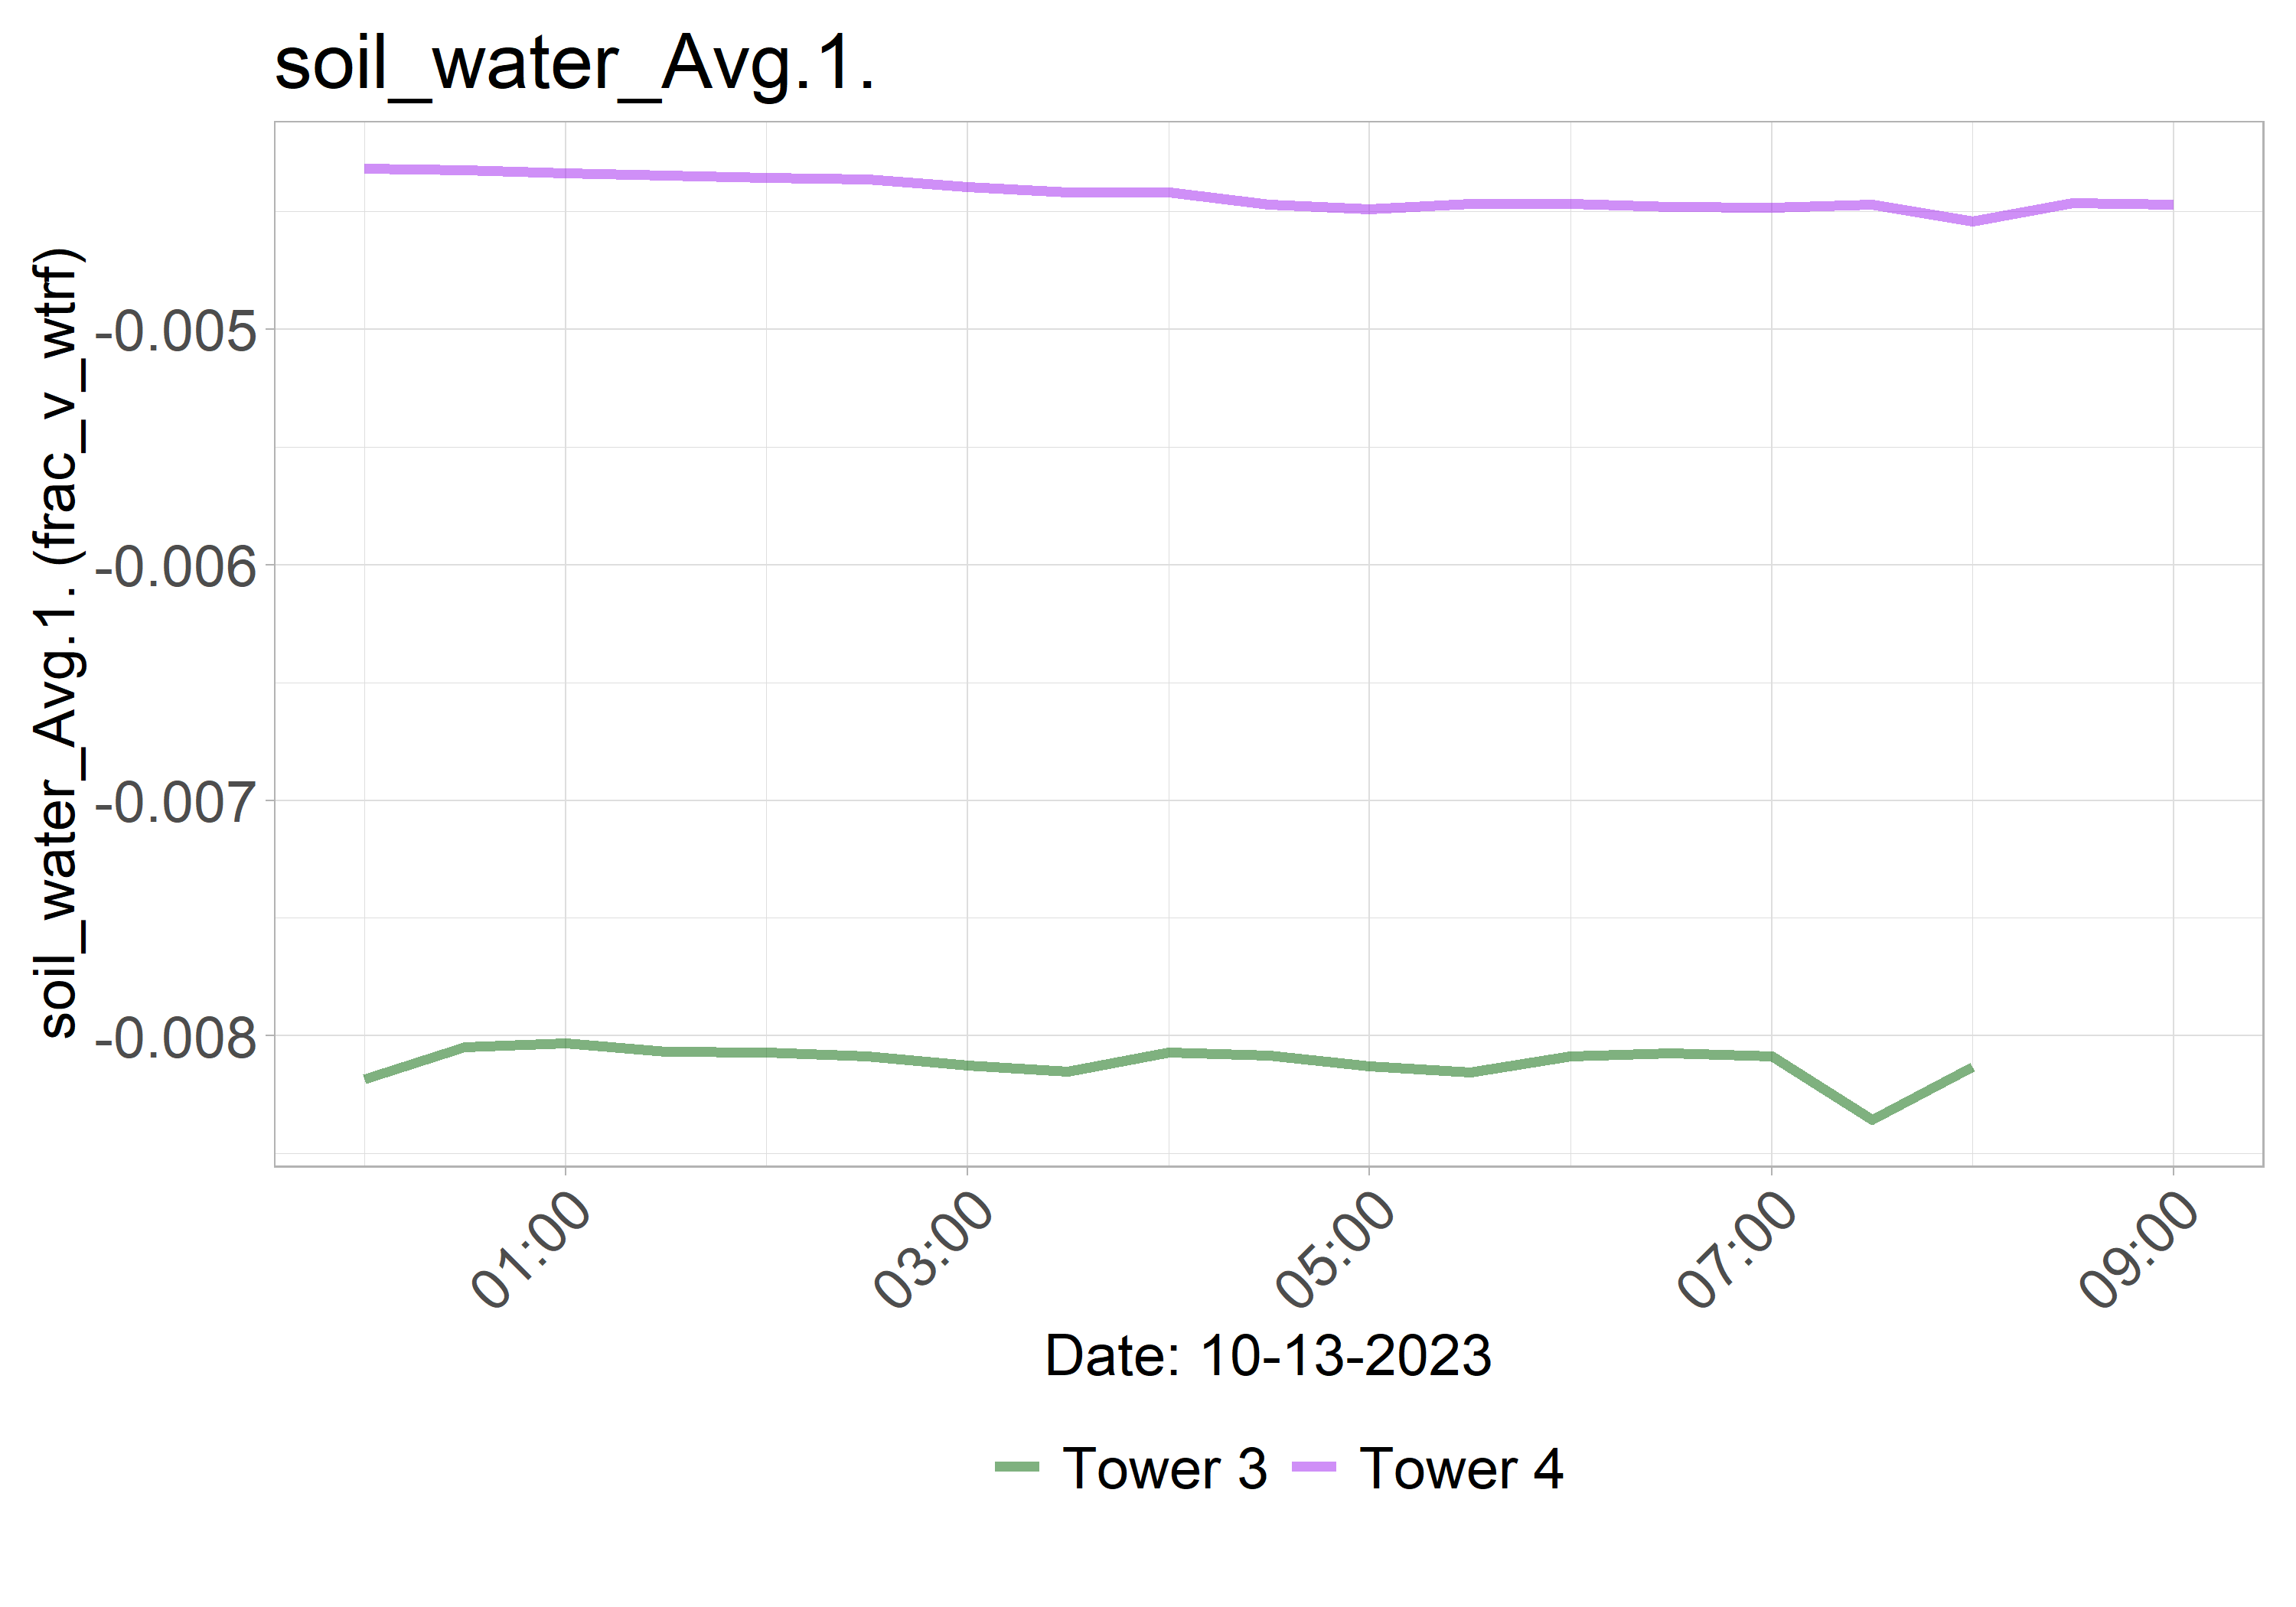 soil_water_Avg.1.
soil_water_Avg.1. (frac_v_wtrf)
-0.005
-0.006
-0.007
-0.008
01:00
03:00
05:00
07:00
09:00
Date: 10-13-2023
Tower 3
Tower 4